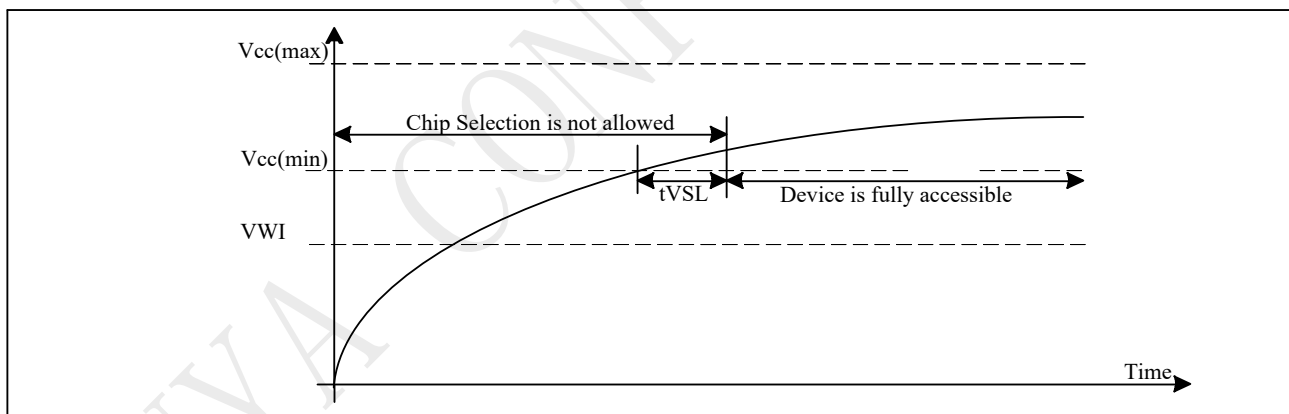 Vcc(max)
Chip Selection is not allowed
Vcc(min)
tVSL
Device is fully accessible
VWI
Time